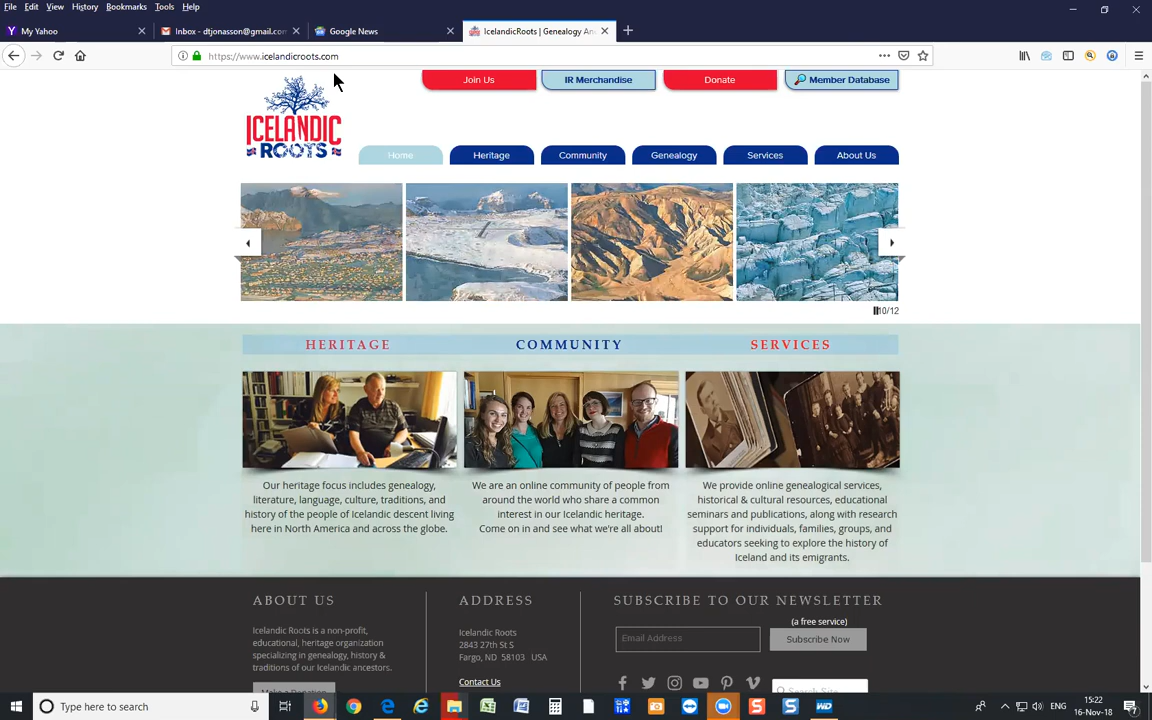 File Edit View History Bookmarks Tools Help
My Yahoo Inbox - dtjonasson@gmail.com Google News IcelandicRoots | Genealogy An
https://www.icelandicroots.com
Join Us IR Merchandise Donate Member Database
ICELANDIC
ROOTS
Home Heritage Community Genealogy Services About Us
10/12
HERITAGE COMMUNITY SERVICES
Our heritage focus includes genealogy,
literature, language, culture, traditions, and
history of the people of Icelandic descent living
here in North America and across the globe.
We are an online community of people from
around the world who share a common
interest in our Icelandic heritage.
Come on in and see what we're all about!
We provide online genealogical services,
historical & cultural resources, educational
seminars and publications, along with research
support for individuals, families, groups, and
educators seeking to explore the history of
Iceland and its emigrants.
ABOUT US
Icelandic Roots is a non-profit,
educational, heritage organization
specializing in genealogy, history &
traditions of our Icelandic ancestors.
Make a Donation
ADDRESS
Icelandic Roots
2843 27th St S
Fargo, ND 58103 USA
Contact Us
SUBSCRIBE TO OUR NEWSLETTER
(a free service)
Email Address Subscribe Now
Search Site
Type here to search
ENG
15:22
16-Nov-18